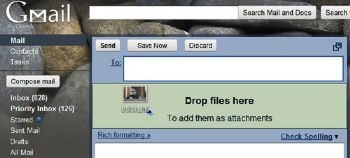 Gmail
by Google
Search Mail and Docs
Search
Mail
Contacts
Tasks
Compose mail
Inbox (828)
Priority Inbox (126)
Starred
Sent Mail
Drafts
All Mail
Send
Save Now
Discard
To:
Drop files here
To add them as attachments
Rich formatting »
Check Spelling ▾